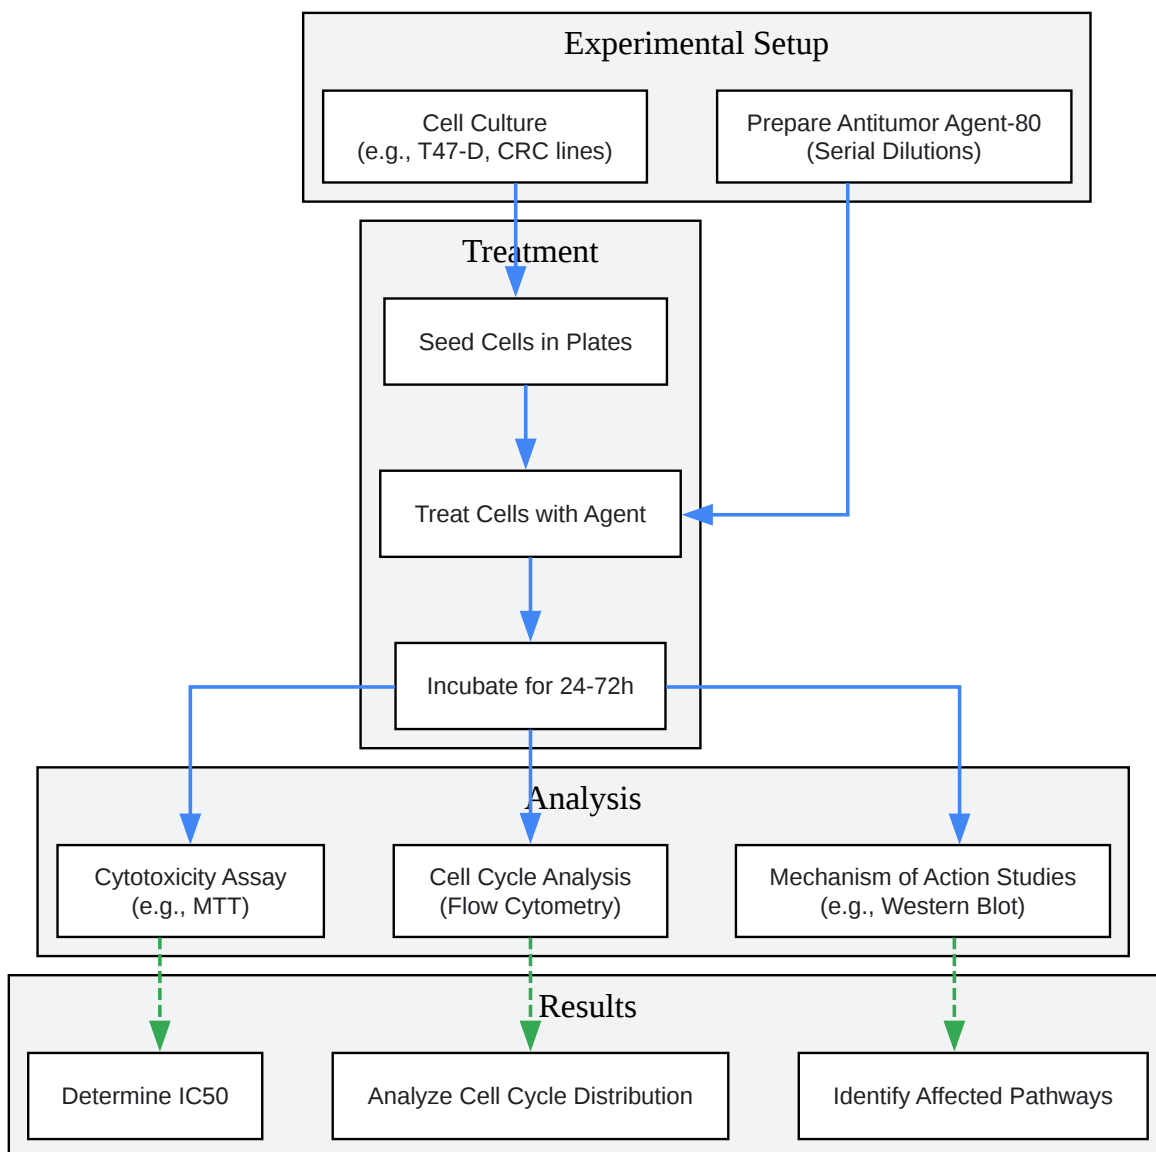 Experimental Setup
Cell Culture
(e.g., T47-D, CRC lines)
Prepare Antitumor Agent-80
(Serial Dilutions)
Treatment
Seed Cells in Plates
Treat Cells with Agent
Incubate for 24-72h
Analysis
Cytotoxicity Assay
(e.g., MTT)
Cell Cycle Analysis
(Flow Cytometry)
Mechanism of Action Studies
(e.g., Western Blot)
Results
Determine IC50
Analyze Cell Cycle Distribution
Identify Affected Pathways